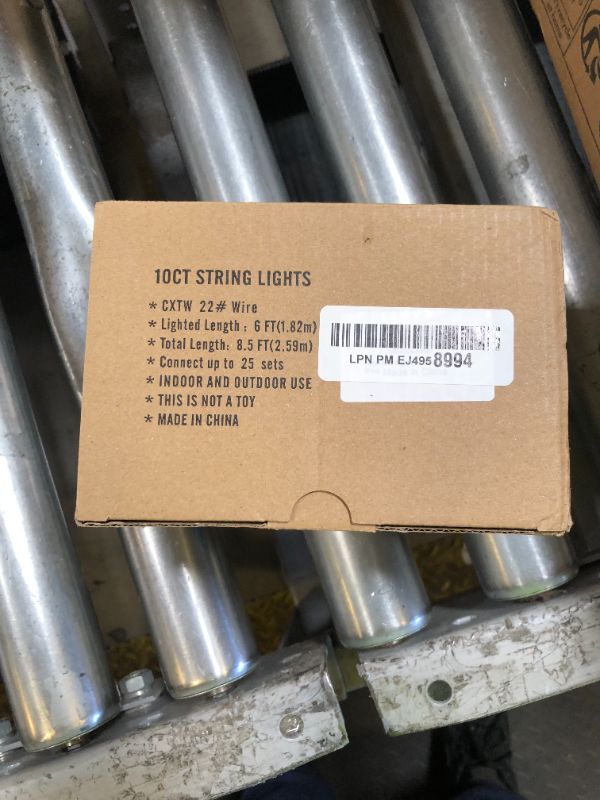 10CT STRING LIGHTS
* CXTW 22# Wire
* Lighted Length : 6 FT(1.82m)
* Total Length: 8.5 FT(2.59m)
* Connect up to 25 sets
* INDOOR AND OUTDOOR USE
* THIS IS NOT A TOY
* MADE IN CHINA
LPN PM EJ4958994